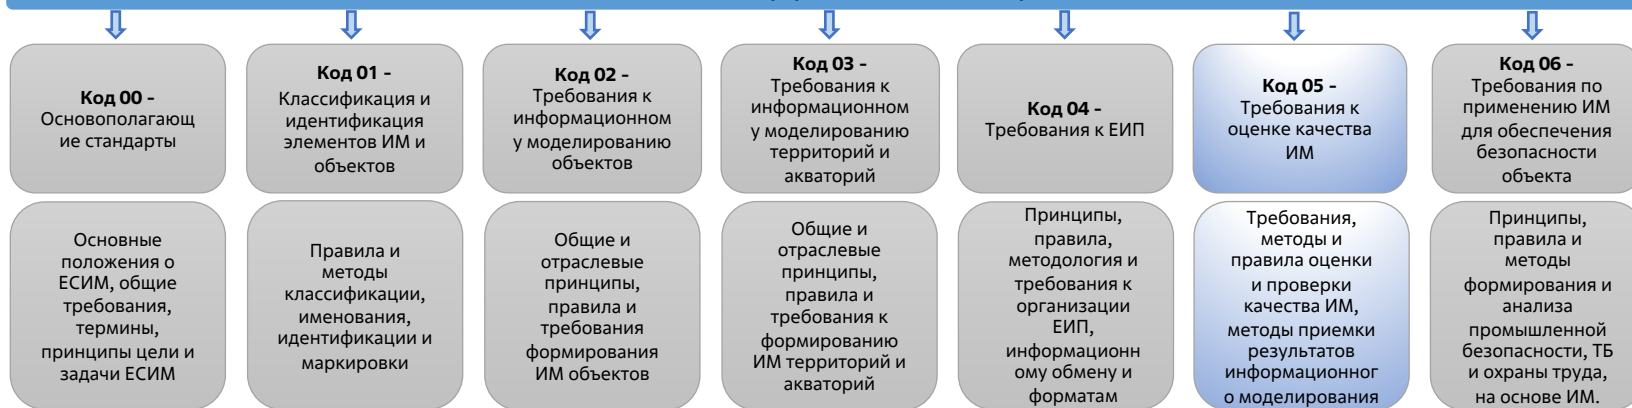 Код 00 –
Основополагающ
ие стандарты
Код 01 –
Классификация и
идентификация
элементов ИМ и
объектов
Код 02 –
Требования к
информационном
у моделированию
объектов
Код 03 –
Требования к
информационном
у моделированию
территорий и
акваторий
Код 04 –
Требования к ЕИП
Код 05 –
Требования к
оценке качества
ИМ
Код 06 –
Требования по
применению ИМ
для обеспечения
безопасности
объекта
Основные
положения о
ЕСИМ, общие
требования,
термины,
принципы цели и
задачи ЕСИМ
Правила и
методы
классификации,
именования,
идентификации и
маркировки
Общие и
отраслевые
принципы,
правила и
требования
формирования
ИМ объектов
Общие и
отраслевые
принципы,
правила и
требования к
формированию
ИМ территорий и
акваторий
Принципы,
правила,
методология и
требования к
организации
ЕИП,
информационн
ому обмену и
форматам
Требования,
методы и
правила оценки
и проверки
качества ИМ,
методы приемки
результатов
информационног
о моделирования
Принципы,
правила и
методы
формирования и
анализа
промышленной
безопасности, ТБ
и охраны труда,
на основе ИМ.